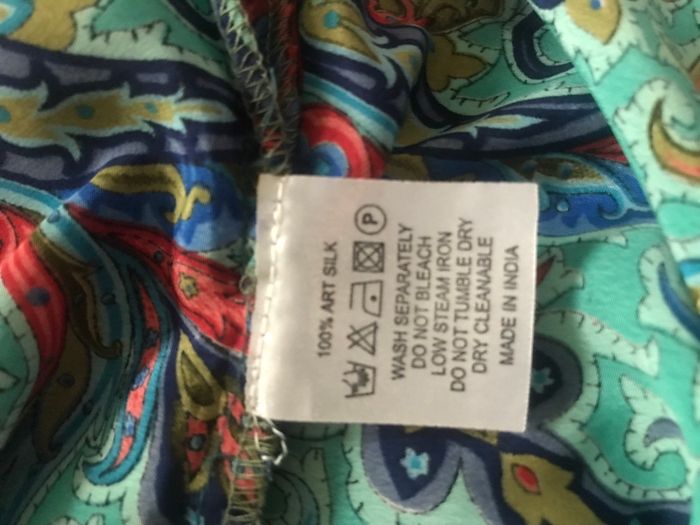 100% ART SILK
P
WASH SEPARATELY
DO NOT BLEACH
LOW STEAM IRON
DO NOT TUMBLE DRY
DRY CLEANABLE
MADE IN INDIA